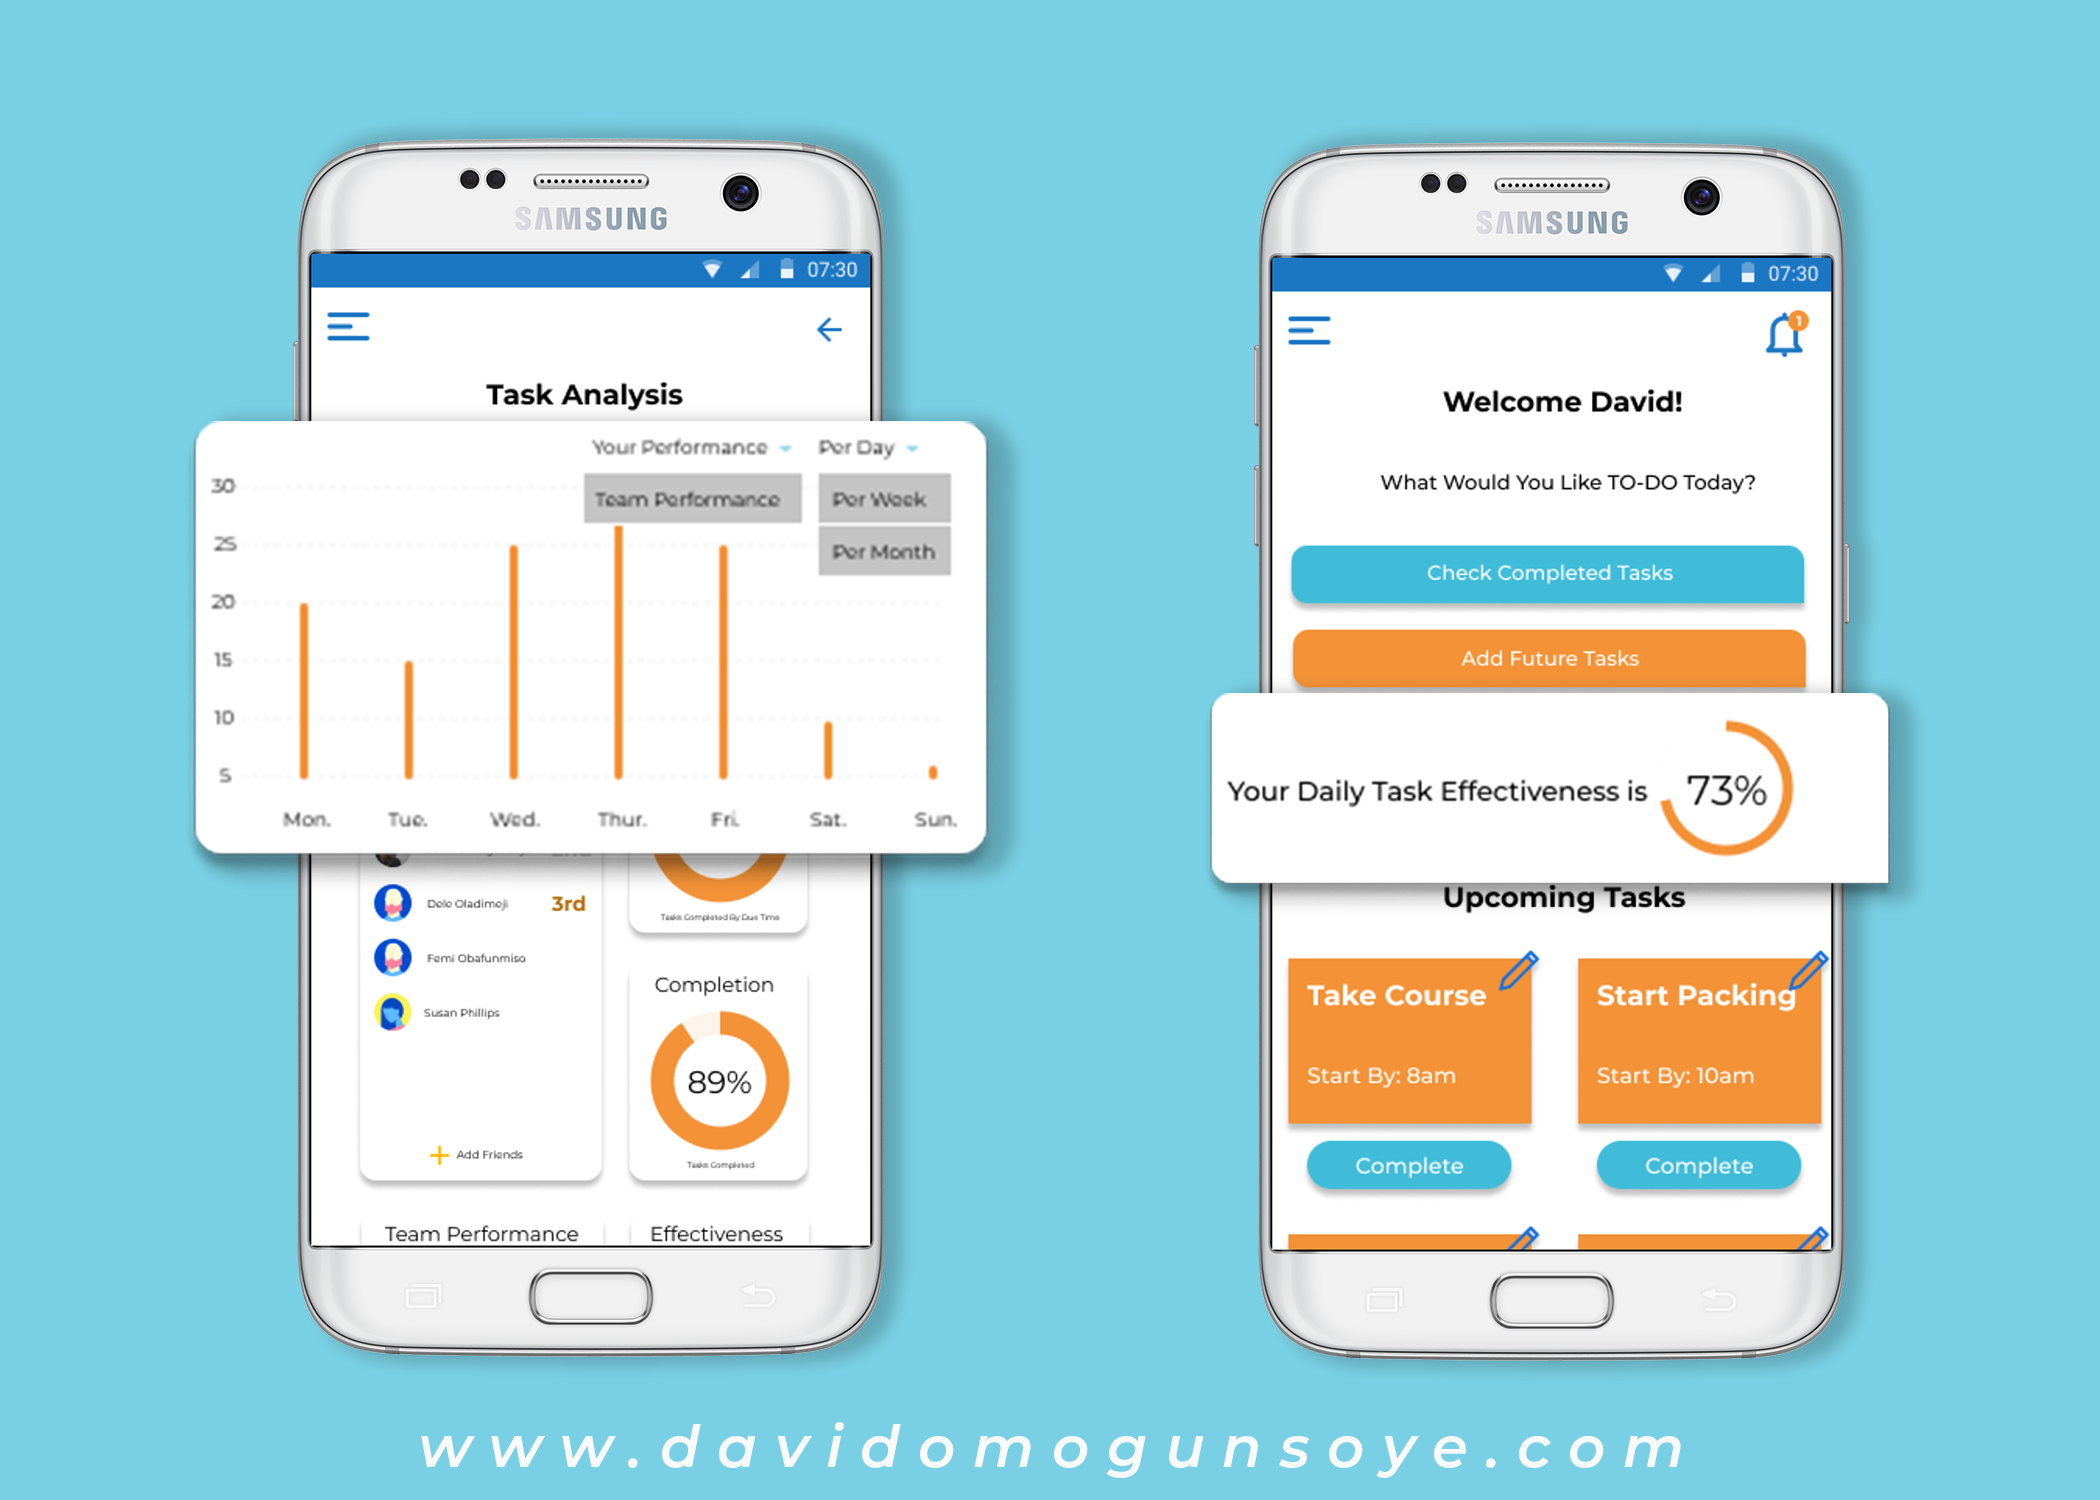 SAMSUNG
07:30
Task Analysis
Your Performance
Per Day
Team Performance
Per Week
Per Month
30
25
20
15
10
5
Mon. Tue. Wed. Thur. Fri. Sat. Sun.
Dele Oladimeji 3rd
Femi Obafunmiso
Susan Phillips
Add Friends
Tasks Completed By Due Time
Completion
89%
Tasks Completed
Team Performance
Effectiveness
SAMSUNG
07:30
1
Welcome David!
What Would You Like TO-DO Today?
Check Completed Tasks
Add Future Tasks
Your Daily Task Effectiveness is 73%
Upcoming Tasks
Take Course
Start By: 8am
Complete
Start Packing
Start By: 10am
Complete
www.davidomogunsoye.com